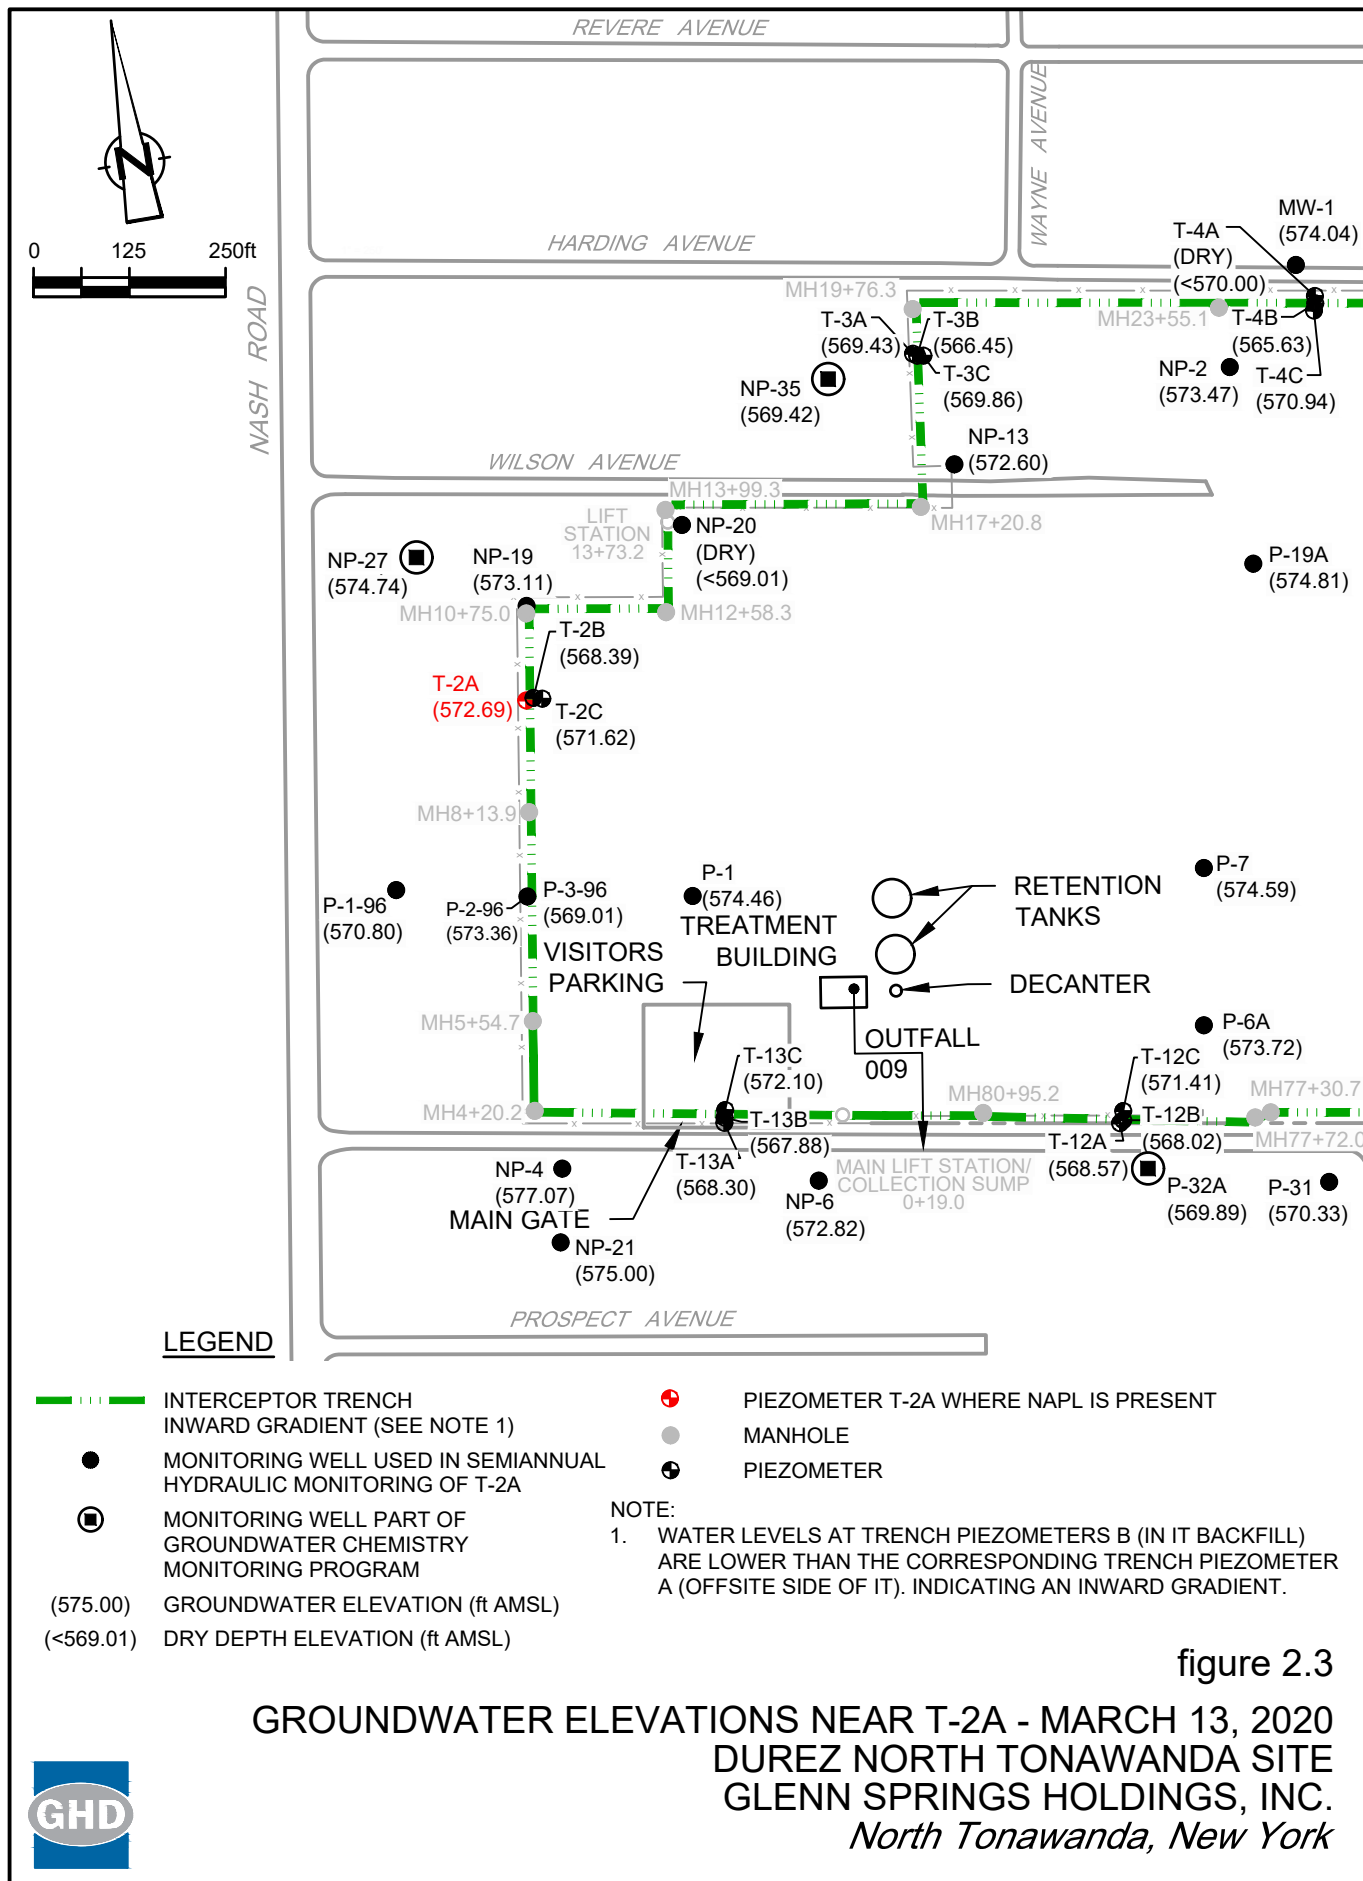 REVERE AVENUE
WAYNE AVENUE
N
0 125 250ft
HARDING AVENUE
NASH ROAD
MW-1
(574.04)
T-4A
(DRY)
(<570.00)
MH19+76.3
MH23+55.1
T-4B
(565.63)
T-3A
(569.43)
T-3B
(566.45)
T-3C
(569.86)
NP-2
(573.47)
T-4C
(570.94)
NP-35
(569.42)
NP-13
(572.60)
WILSON AVENUE
MH13+99.3
MH17+20.8
LIFT
STATION
13+73.2
NP-20
(DRY)
(<569.01)
NP-27
(574.74)
NP-19
(573.11)
P-19A
(574.81)
MH10+75.0
MH12+58.3
T-2B
(568.39)
T-2A
(572.69)
T-2C
(571.62)
MH8+13.9
P-1-96
(570.80)
P-2-96
(573.36)
P-3-96
(569.01)
P-1
(574.46)
P-7
(574.59)
RETENTION
TANKS
TREATMENT
BUILDING
VISITORS
PARKING
DECANTER
MH5+54.7
OUTFALL
009
P-6A
(573.72)
T-13C
(572.10)
T-12C
(571.41)
MH80+95.2
MH77+30.7
MH4+20.2
T-13B
(567.88)
T-12B
(568.02)
MH77+72.0
T-13A
(568.30)
T-12A
(568.57)
MAIN LIFT STATION/
COLLECTION SUMP
0+19.0
NP-4
(577.07)
NP-6
(572.82)
P-32A
(569.89)
P-31
(570.33)
MAIN GATE
NP-21
(575.00)
PROSPECT AVENUE
LEGEND
INTERCEPTOR TRENCH
INWARD GRADIENT (SEE NOTE 1)
MONITORING WELL USED IN SEMIANNUAL
HYDRAULIC MONITORING OF T-2A
MONITORING WELL PART OF
GROUNDWATER CHEMISTRY
MONITORING PROGRAM
(575.00) GROUNDWATER ELEVATION (ft AMSL)
(<569.01) DRY DEPTH ELEVATION (ft AMSL)
PIEZOMETER T-2A WHERE NAPL IS PRESENT
MANHOLE
PIEZOMETER
NOTE:
1. WATER LEVELS AT TRENCH PIEZOMETERS B (IN IT BACKFILL)
ARE LOWER THAN THE CORRESPONDING TRENCH PIEZOMETER
A (OFFSITE SIDE OF IT). INDICATING AN INWARD GRADIENT.
figure 2.3
GROUNDWATER ELEVATIONS NEAR T-2A - MARCH 13, 2020
DUREZ NORTH TONAWANDA SITE
GLENN SPRINGS HOLDINGS, INC.
North Tonawanda, New York
GHD